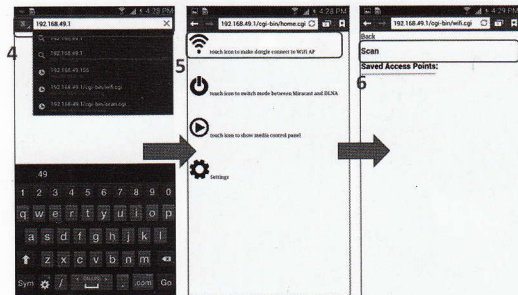 4:28 PM
192.168.49.1
4
192.168.49.1
192.168.49.1
192.168.49.155
192.168.49.1/cgi-bin/wifi.cgi
192.168.49.1/cgi-bin/scan.cgi
49
1 2 3 4 5 6 7 8 9 0
q w e r t y u i o p
a s d f g h j k l
z x c v b n m
Sym / . .com Go
4:28 PM
192.168.49.1/cgi-bin/home.cgi
5
touch icon to make dongle connect to WiFi AP
touch icon to switch mode between Miracast and DLNA
touch icon to show media control panel
Settings
4:29 PM
192.168.49.1/cgi-bin/wifi.cgi
Back
Scan
Saved Access Points:
6